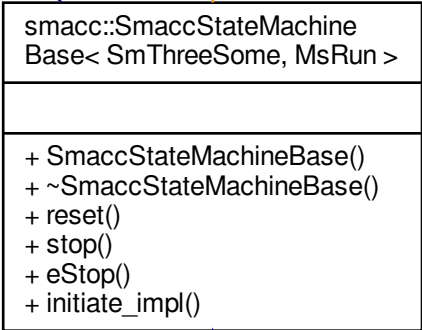 smacc::SmaccStateMachine
Base< SmThreeSome, MsRun >
+ SmaccStateMachineBase()
+ ~SmaccStateMachineBase()
+ reset()
+ stop()
+ eStop()
+ initiate_impl()